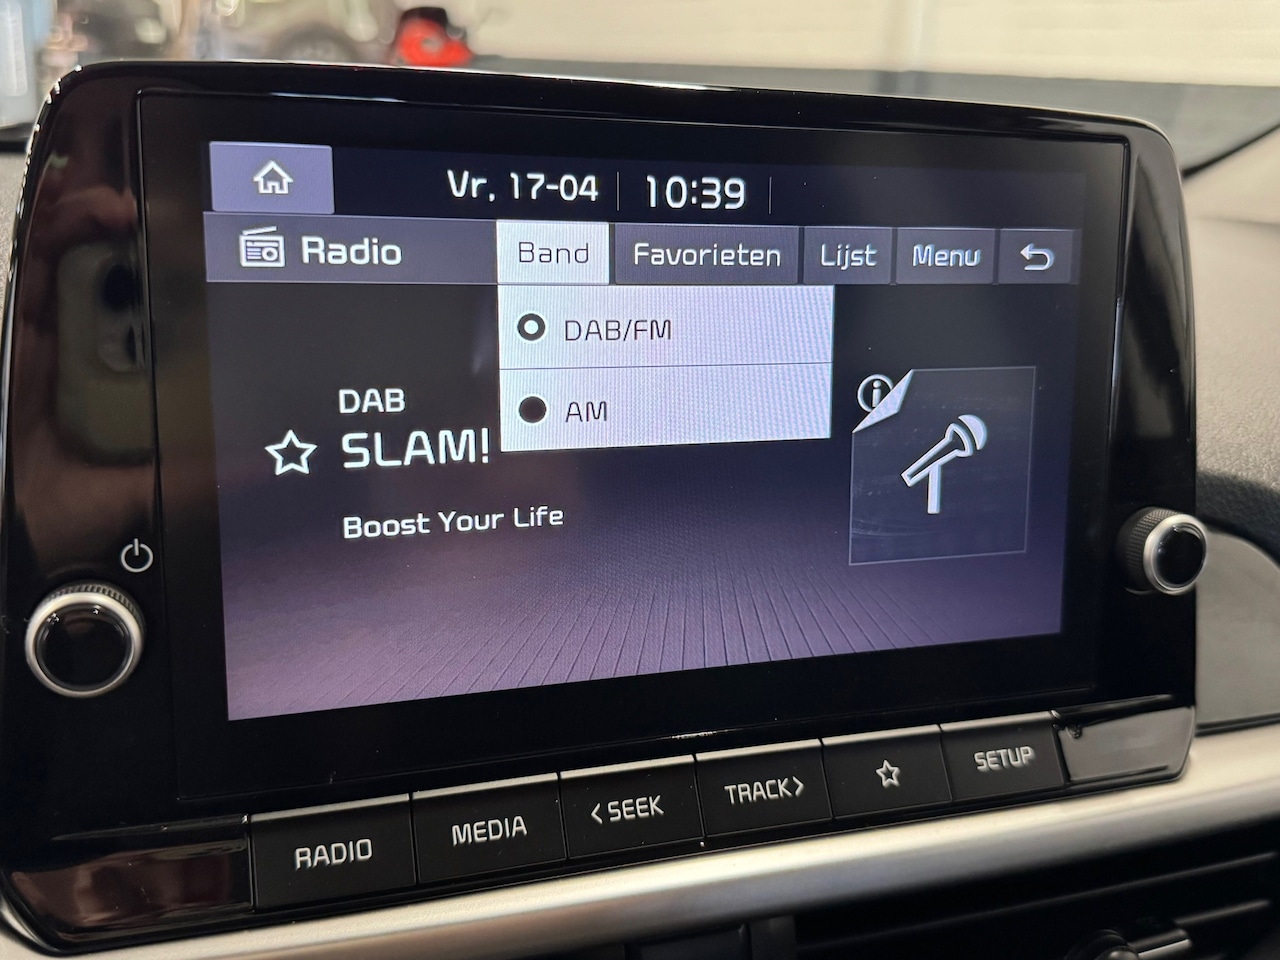 Vr. 17-04 10:39
Radio Band Favorieten Lijst Menu
DAB/FM
AM
DAB
SLAM!
Boost Your Life
RADIO MEDIA <SEEK TRACK> SETUP